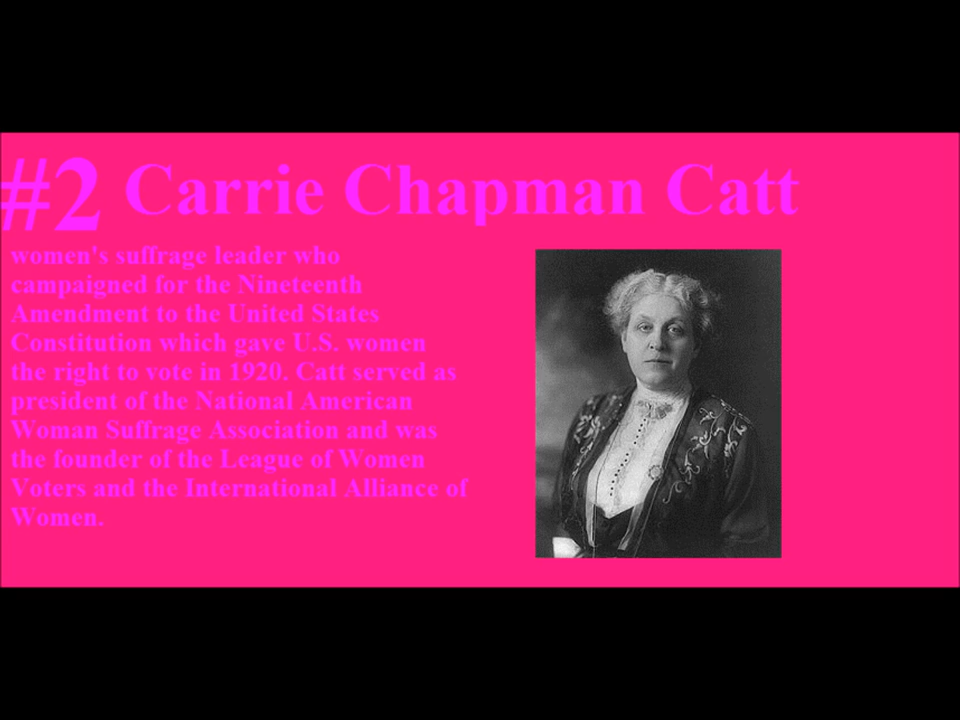 #2 Carrie Chapman Catt
women's suffrage leader who
campaigned for the Nineteenth
Amendment to the United States
Constitution which gave U.S. women
the right to vote in 1920. Catt served as
president of the National American
Woman Suffrage Association and was
the founder of the League of Women
Voters and the International Alliance of
Women.